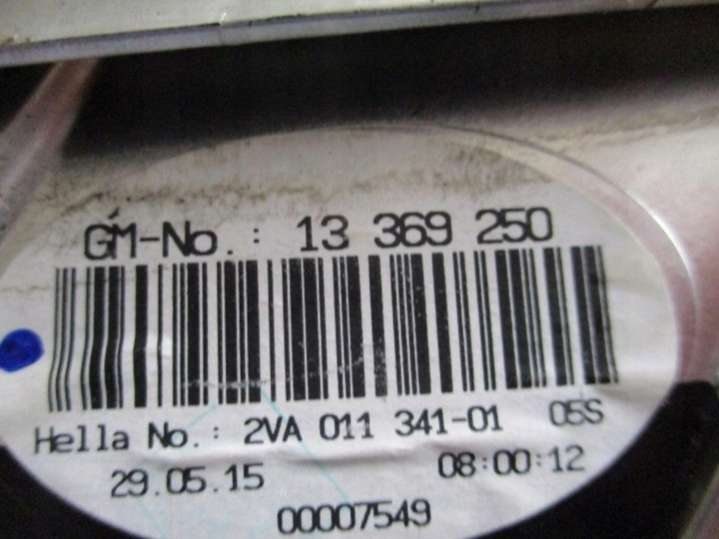 GM-No.: 13 369 250
Hella No.: 2VA 011 341-01 05S
29.05.15 08:00:12
00007549